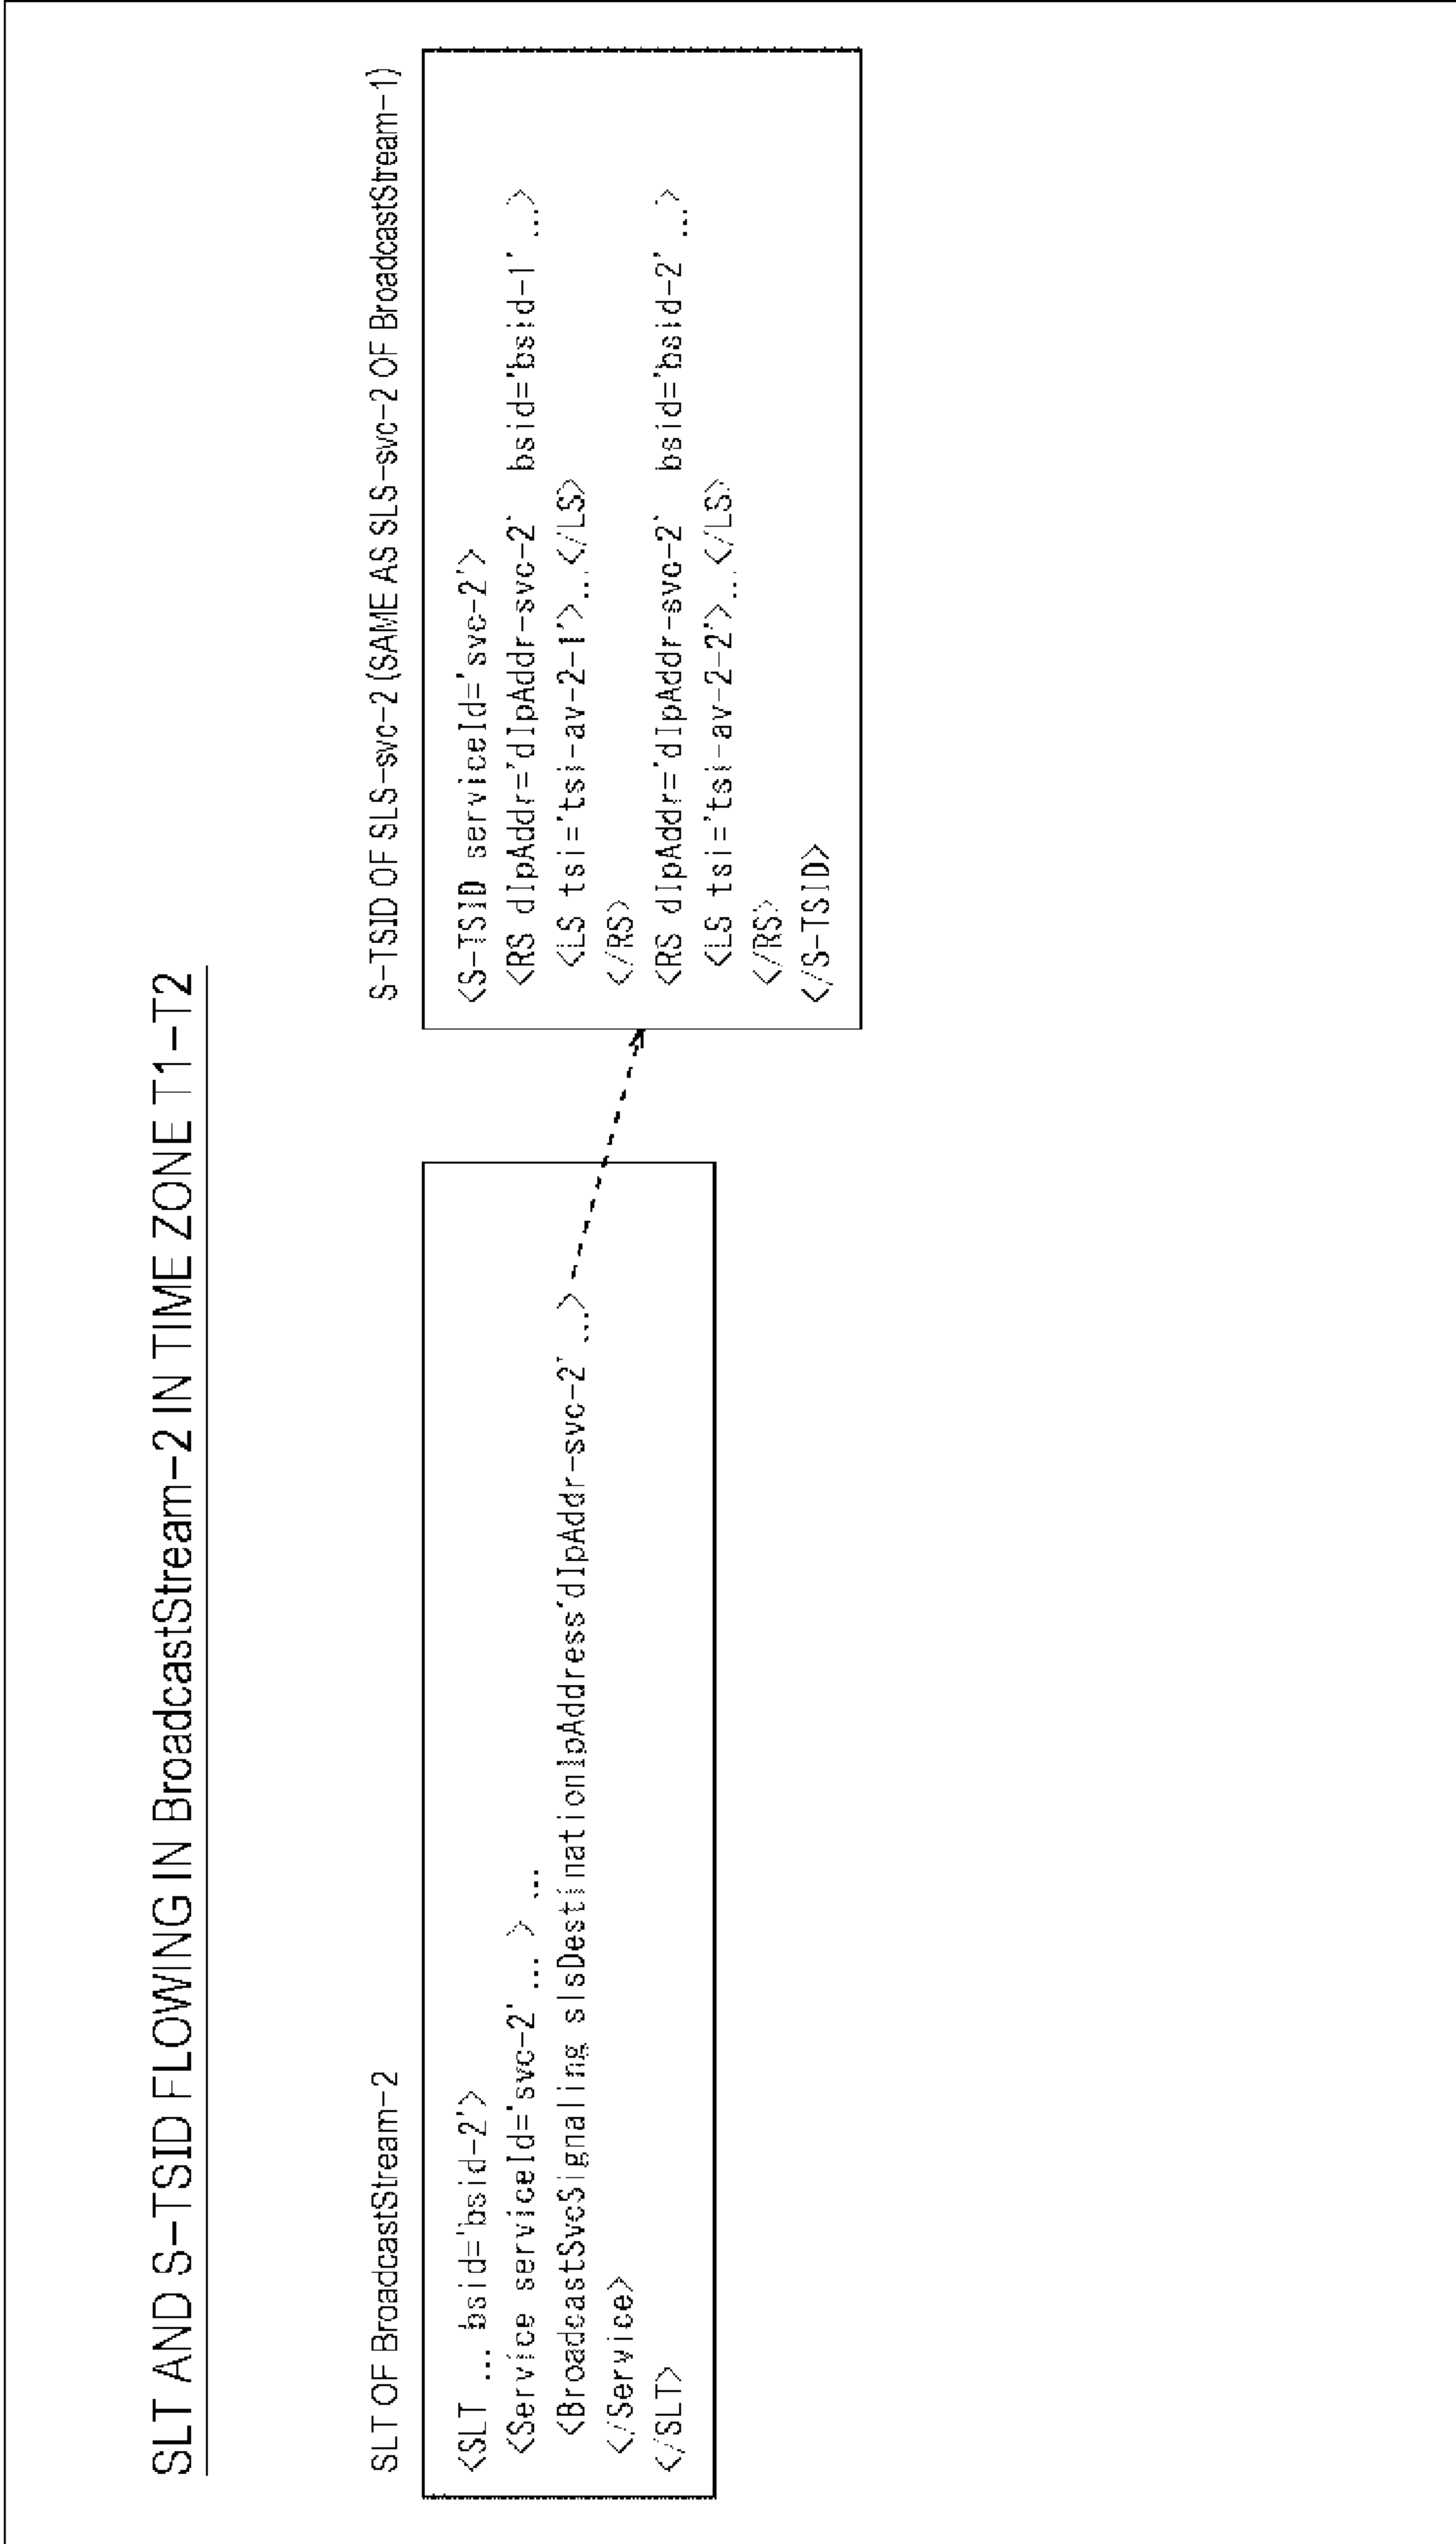 SLT AND S-TSID FLOWING IN BroadcastStream-2 IN TIME ZONE T1-T2
SLT OF BroadcastStream-2
<SLT ... bsid='bsid-2'>
<Service serviceId='svc-2' ... > ...
<BroadcastSvcSignaling slsDestinationIpAddress'dIpAddr-svc-2' ...>
</Service>
</SLT>
S-TSID OF SLS-svc-2 (SAME AS SLS-svc-2 OF BroadcastStream-1)
<S-TSID serviceId='svc-2'>
<RS dIpAddr='dIpAddr-svc-2' bsid='bsid-1' ...>
<LS tsi='tsi-av-2-1'>...</LS>
</RS>
<RS dIpAddr='dIpAddr-svc-2' bsid='bsid-2' ...>
<LS tsi='tsi-av-2-2'>...</LS>
</RS>
</S-TSID>